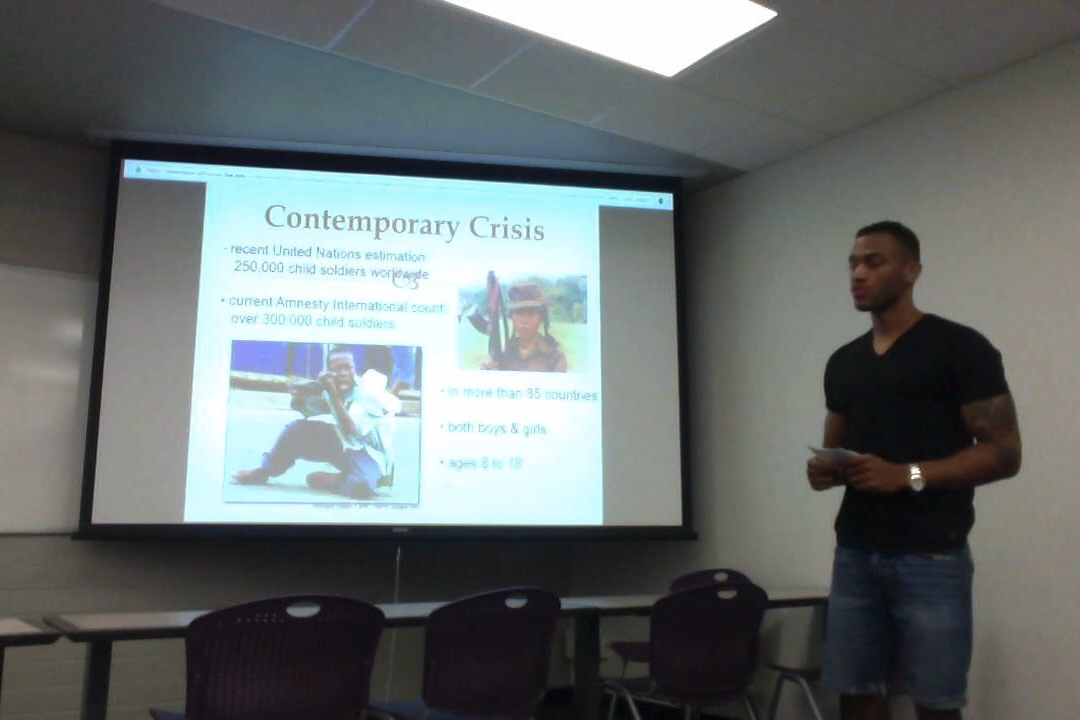 Contemporary Crisis
- recent United Nations estimation:
250,000 child soldiers worldwide
• current Amnesty International count:
over 300,000 child soldiers
• in more than 85 countries
• both boys & girls
• ages 8 to 18